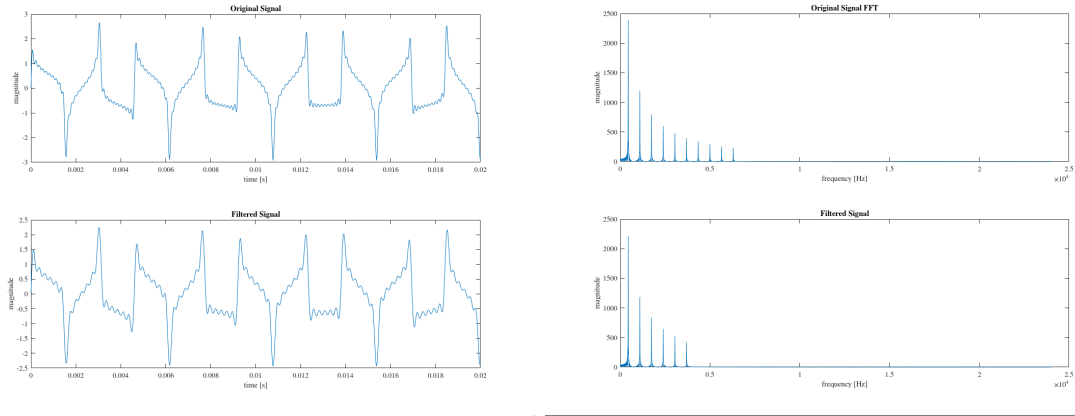 Original Signal
3
2
1
0
-1
-2
-3
magnitude
0 0.002 0.004 0.006 0.008 0.01 0.012 0.014 0.016 0.018 0.02
time [s]
Original Signal FFT
2500
2000
1500
1000
500
0
magnitude
0 0.5 1 1.5 2 2.5
frequency [Hz]
×10⁴
Filtered Signal
2.5
2
1.5
1
0.5
0
-0.5
-1
-1.5
-2
-2.5
magnitude
0 0.002 0.004 0.006 0.008 0.01 0.012 0.014 0.016 0.018 0.02
time [s]
Filtered Signal
2500
2000
1500
1000
500
0
magnitude
0 0.5 1 1.5 2 2.5
frequency [Hz]
×10⁴